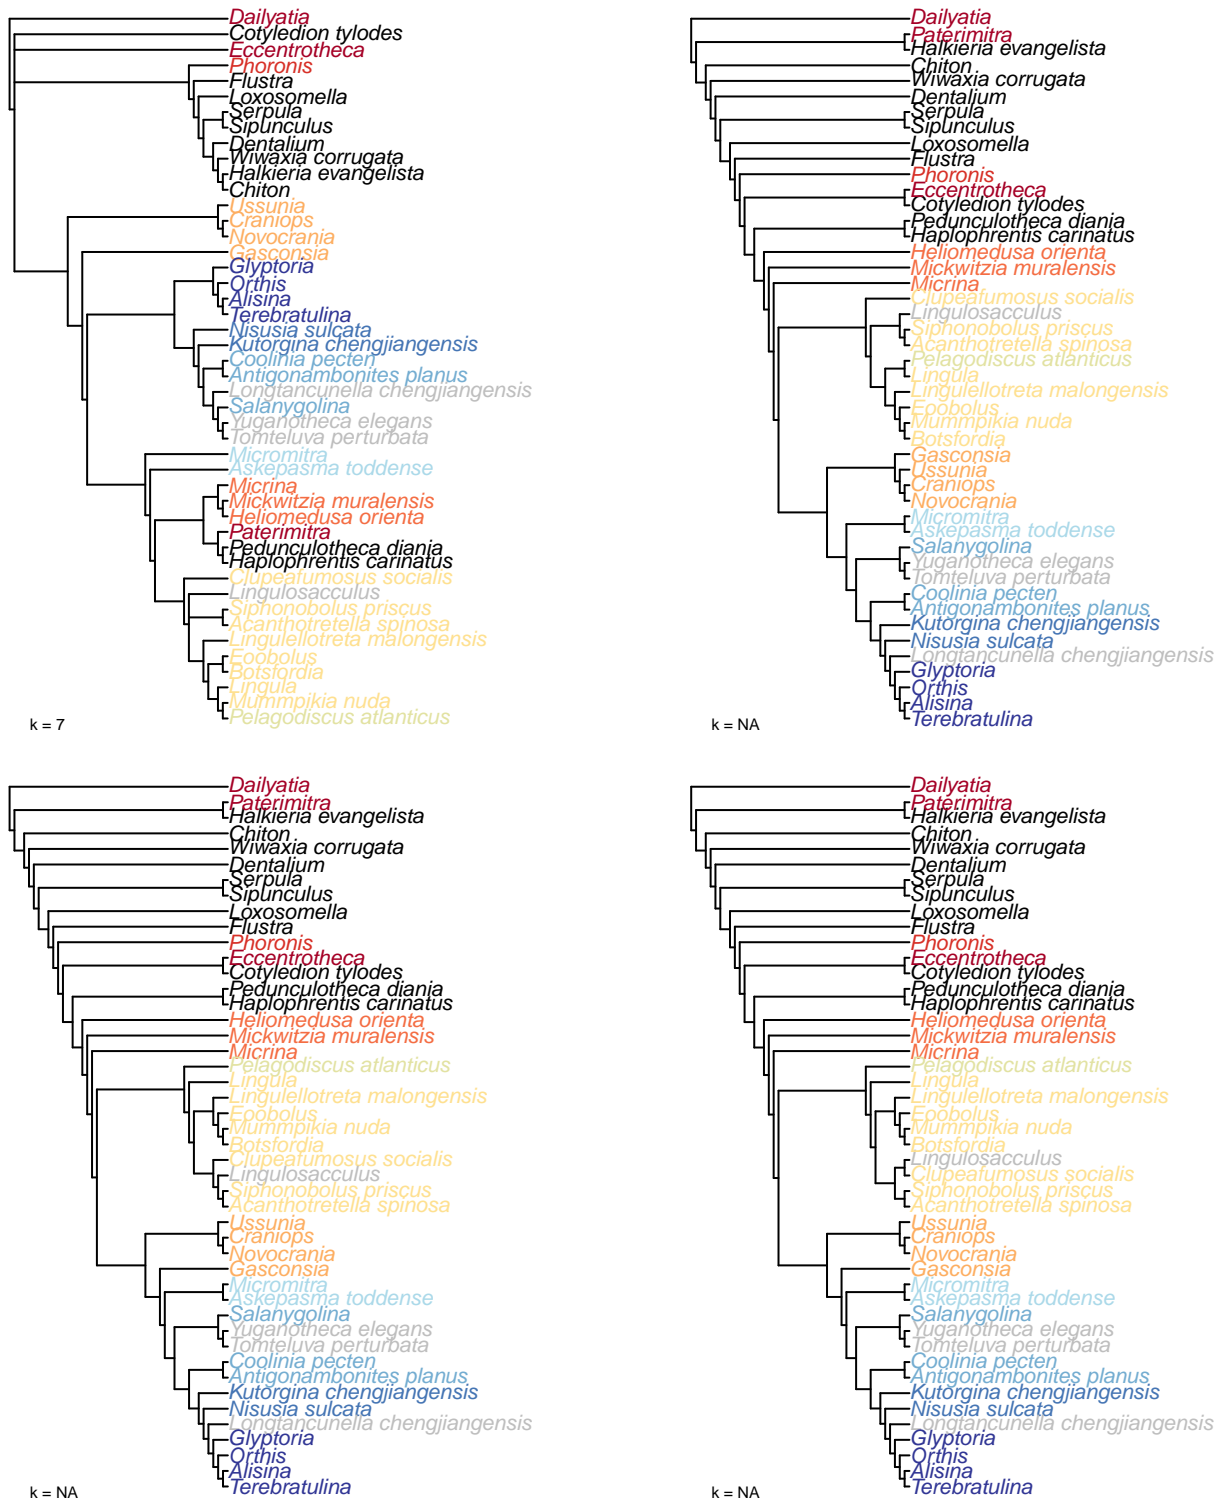 Dailyatia
Cotyledion tylodes
Eccentrotheca
Phoronis
Flustra
Loxosomella
Serpula
Sipunculus
Dentalium
Wiwaxia corrugata
Halkieria evangelista
Chiton
Ussunia
Craniops
Novocrania
Gasconsia
Glyptoria
Orthis
Alisina
Terebratulina
Nisusia sulcata
Kutorgina chengjiangensis
Coolinia pecten
Antigonambonites planus
Longtancunella chengjiangensis
Salanygolina
Yuganotheca elegans
Tomteluva perturbata
Micromitra
Askepasma toddense
Micrina
Mickwitzia muralensis
Heliomedusa orienta
Paterimitra
Pedunculotheca diania
Haplophrentis carinatus
Clupeafumosus socialis
Lingulosacculus
Siphonobolus priscus
Acanthotretella spinosa
Lingulellotreta malongensis
Eoobolus
Botsfordia
Lingula
Mummpikia nuda
Pelagodiscus atlanticus
k = 7
Dailyatia
Paterimitra
Halkieria evangelista
Chiton
Wiwaxia corrugata
Dentalium
Serpula
Sipunculus
Loxosomella
Flustra
Phoronis
Eccentrotheca
Cotyledion tylodes
Pedunculotheca diania
Haplophrentis carinatus
Heliomedusa orienta
Mickwitzia muralensis
Micrina
Clupeafumosus socialis
Lingulosacculus
Siphonobolus priscus
Acanthotretella spinosa
Pelagodiscus atlanticus
Lingula
Lingulellotreta malongensis
Eoobolus
Mummpikia nuda
Botsfordia
Gasconsia
Ussunia
Craniops
Novocrania
Micromitra
Askepasma toddense
Salanygolina
Yuganotheca elegans
Tomteluva perturbata
Coolinia pecten
Antigonambonites planus
Kutorgina chengjiangensis
Nisusia sulcata
Longtancunella chengjiangensis
Glyptoria
Orthis
Alisina
Terebratulina
k = NA
Dailyatia
Paterimitra
Halkieria evangelista
Chiton
Wiwaxia corrugata
Dentalium
Serpula
Sipunculus
Loxosomella
Flustra
Phoronis
Eccentrotheca
Cotyledion tylodes
Pedunculotheca diania
Haplophrentis carinatus
Heliomedusa orienta
Mickwitzia muralensis
Micrina
Pelagodiscus atlanticus
Lingula
Lingulellotreta malongensis
Eoobolus
Mummpikia nuda
Botsfordia
Clupeafumosus socialis
Lingulosacculus
Siphonobolus priscus
Acanthotretella spinosa
Ussunia
Craniops
Novocrania
Gasconsia
Micromitra
Askepasma toddense
Salanygolina
Yuganotheca elegans
Tomteluva perturbata
Coolinia pecten
Antigonambonites planus
Kutorgina chengjiangensis
Nisusia sulcata
Longtancunella chengjiangensis
Glyptoria
Orthis
Alisina
Terebratulina
k = NA
Dailyatia
Paterimitra
Halkieria evangelista
Chiton
Wiwaxia corrugata
Dentalium
Serpula
Sipunculus
Loxosomella
Flustra
Phoronis
Eccentrotheca
Cotyledion tylodes
Pedunculotheca diania
Haplophrentis carinatus
Heliomedusa orienta
Mickwitzia muralensis
Micrina
Pelagodiscus atlanticus
Lingula
Lingulellotreta malongensis
Eoobolus
Mummpikia nuda
Botsfordia
Lingulosacculus
Clupeafumosus socialis
Siphonobolus priscus
Acanthotretella spinosa
Ussunia
Craniops
Novocrania
Gasconsia
Micromitra
Askepasma toddense
Salanygolina
Yuganotheca elegans
Tomteluva perturbata
Coolinia pecten
Antigonambonites planus
Kutorgina chengjiangensis
Nisusia sulcata
Longtancunella chengjiangensis
Glyptoria
Orthis
Alisina
Terebratulina
k = NA